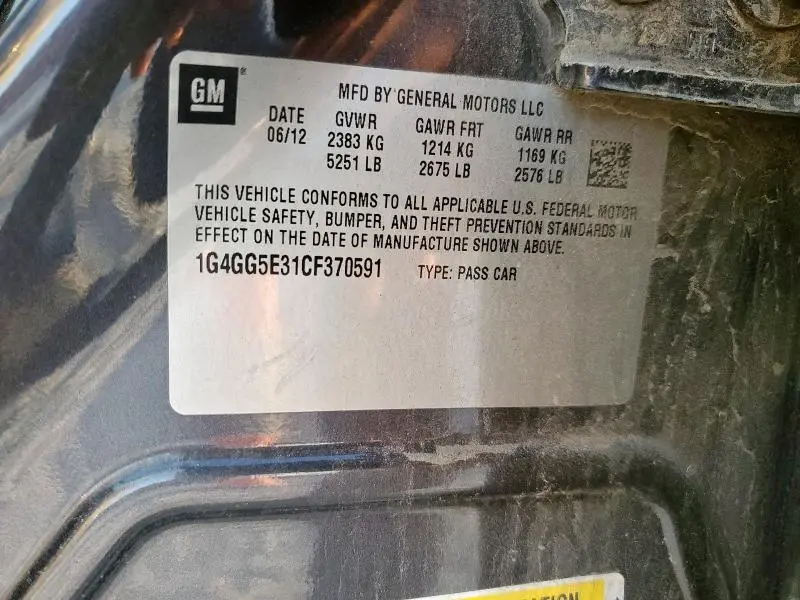 GM
MFD BY GENERAL MOTORS LLC
DATE GVWR GAWR FRT GAWR RR
06/12 2383 KG 1214 KG 1169 KG
5251 LB 2675 LB 2576 LB
THIS VEHICLE CONFORMS TO ALL APPLICABLE U.S. FEDERAL MOTOR
VEHICLE SAFETY, BUMPER, AND THEFT PREVENTION STANDARDS IN
EFFECT ON THE DATE OF MANUFACTURE SHOWN ABOVE.
1G4GG5E31CF370591 TYPE: PASS CAR